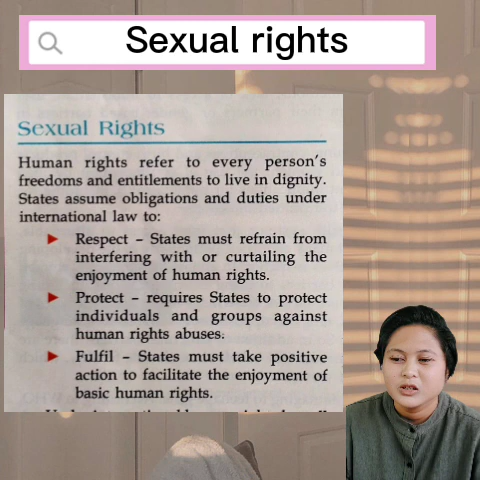 Sexual rights
Sexual Rights
Human rights refer to every person's
freedoms and entitlements to live in dignity.
States assume obligations and duties under
international law to:
Respect – States must refrain from
interfering with or curtailing the
enjoyment of human rights.
Protect – requires States to protect
individuals and groups against
human rights abuses.
Fulfil – States must take positive
action to facilitate the enjoyment of
basic human rights.